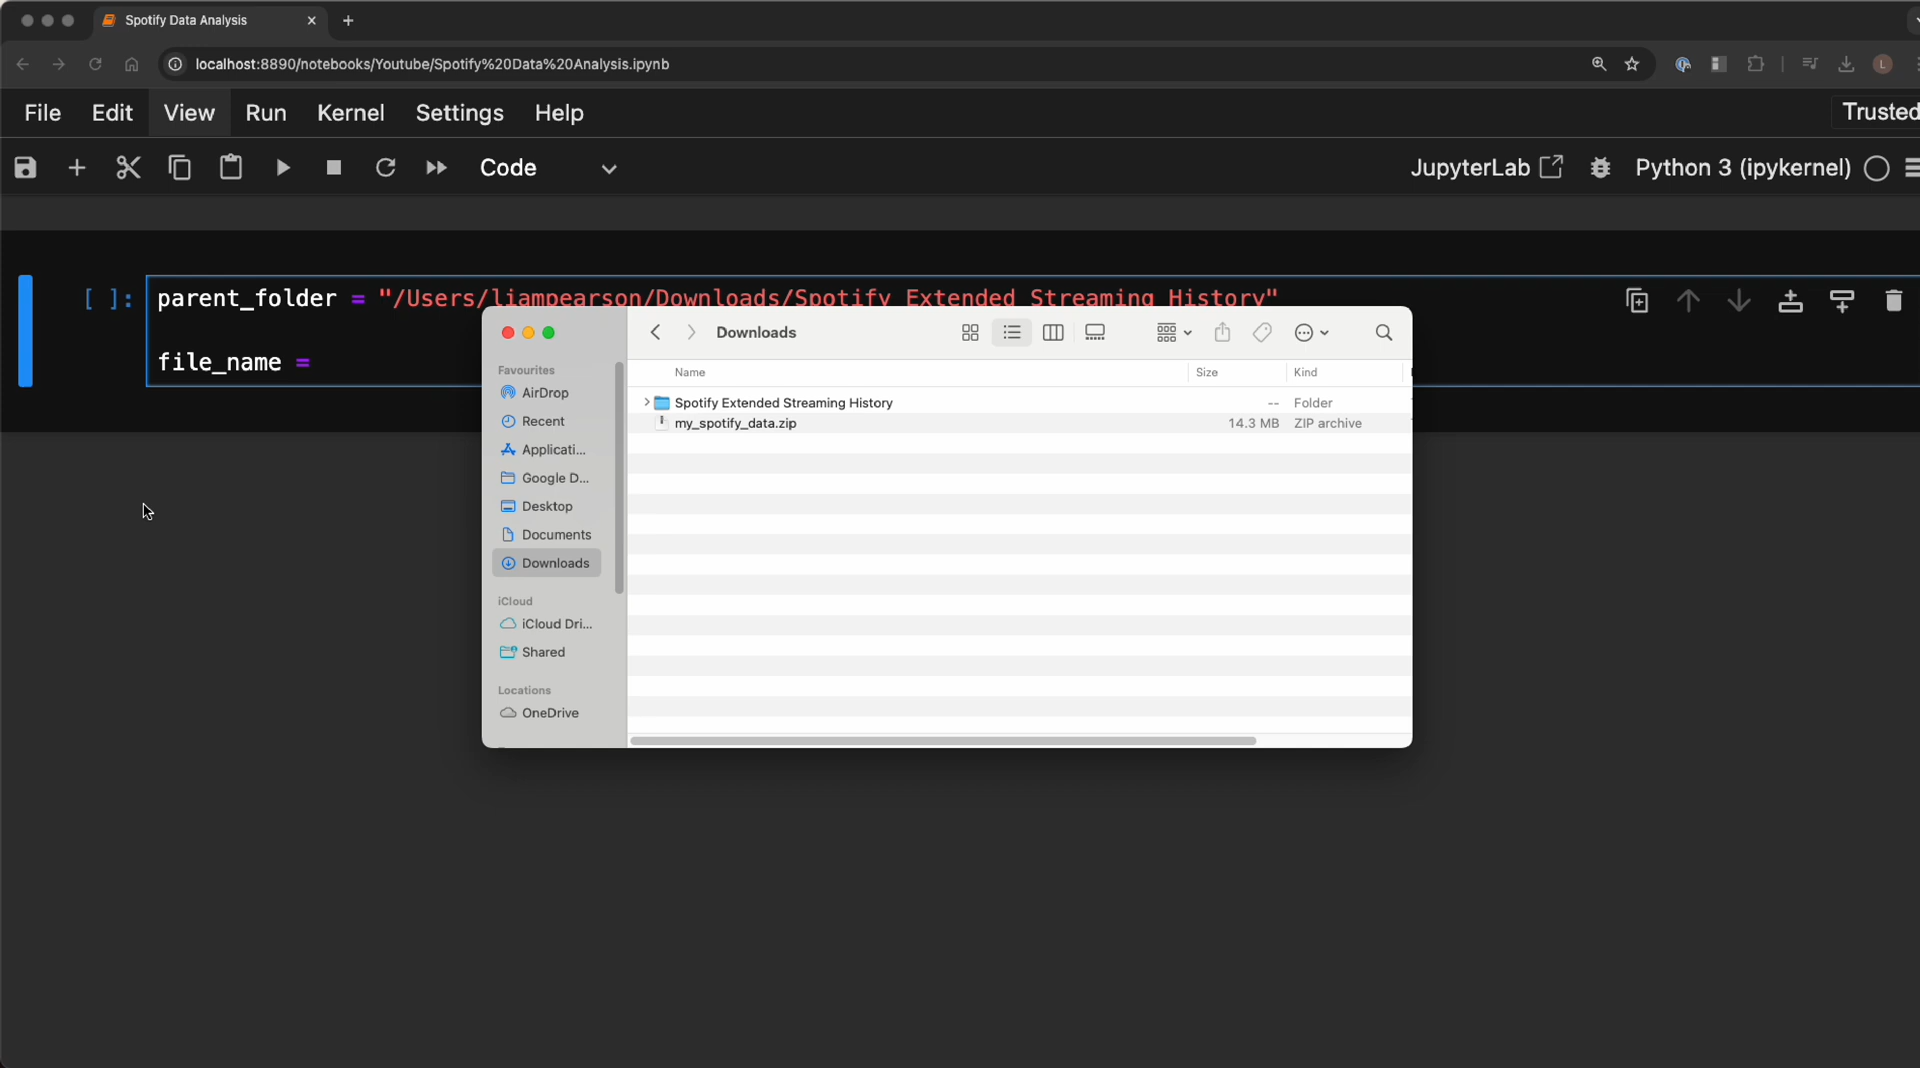 Spotify Data Analysis
localhost:8890/notebooks/Youtube/Spotify%20Data%20Analysis.ipynb
L
File Edit View Run Kernel Settings Help Trusted
Code JupyterLab Python 3 (ipykernel)
[ ]: parent_folder = "/Users/liampearson/Downloads/Spotify Extended Streaming History"
file_name =
Downloads
Name Size Kind
Spotify Extended Streaming History -- Folder
my_spotify_data.zip 14.3 MB ZIP archive
Favourites
AirDrop
Recent
Applicati...
Google D...
Desktop
Documents
Downloads
iCloud
iCloud Dri...
Shared
Locations
OneDrive